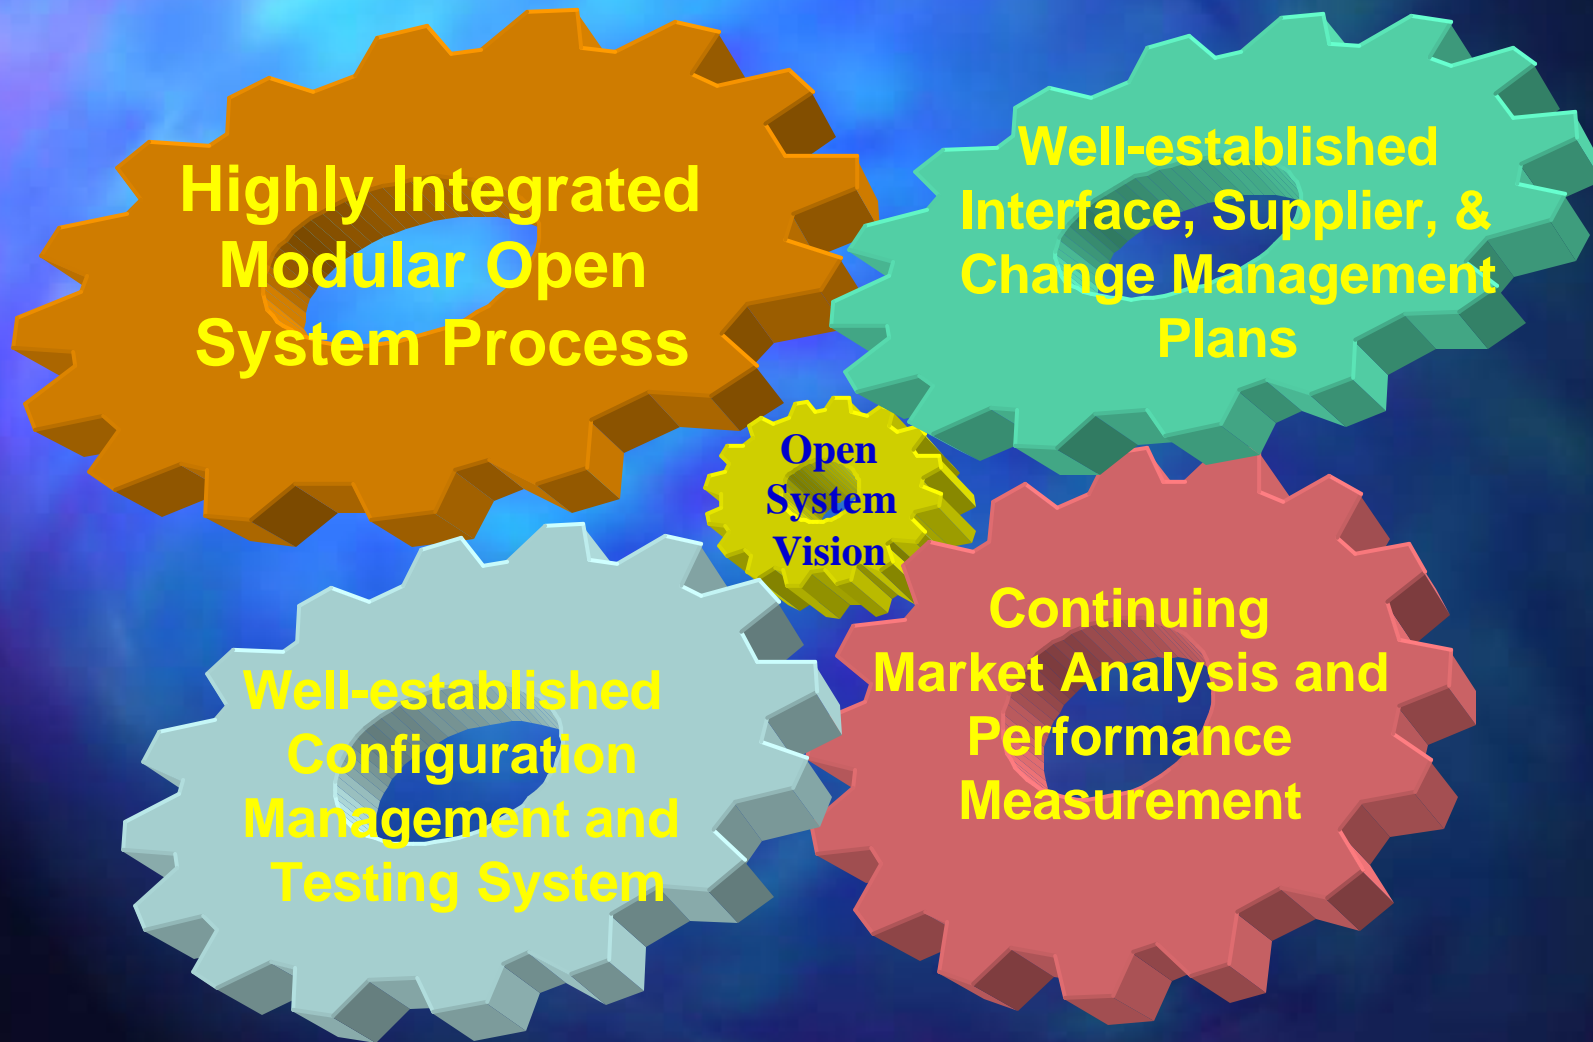 Highly Integrated
Modular Open
System Process
Well-established
Interface, Supplier, &
Change Management
Plans
Open
System
Vision
Well-established
Configuration
Management and
Testing System
Continuing
Market Analysis and
Performance
Measurement